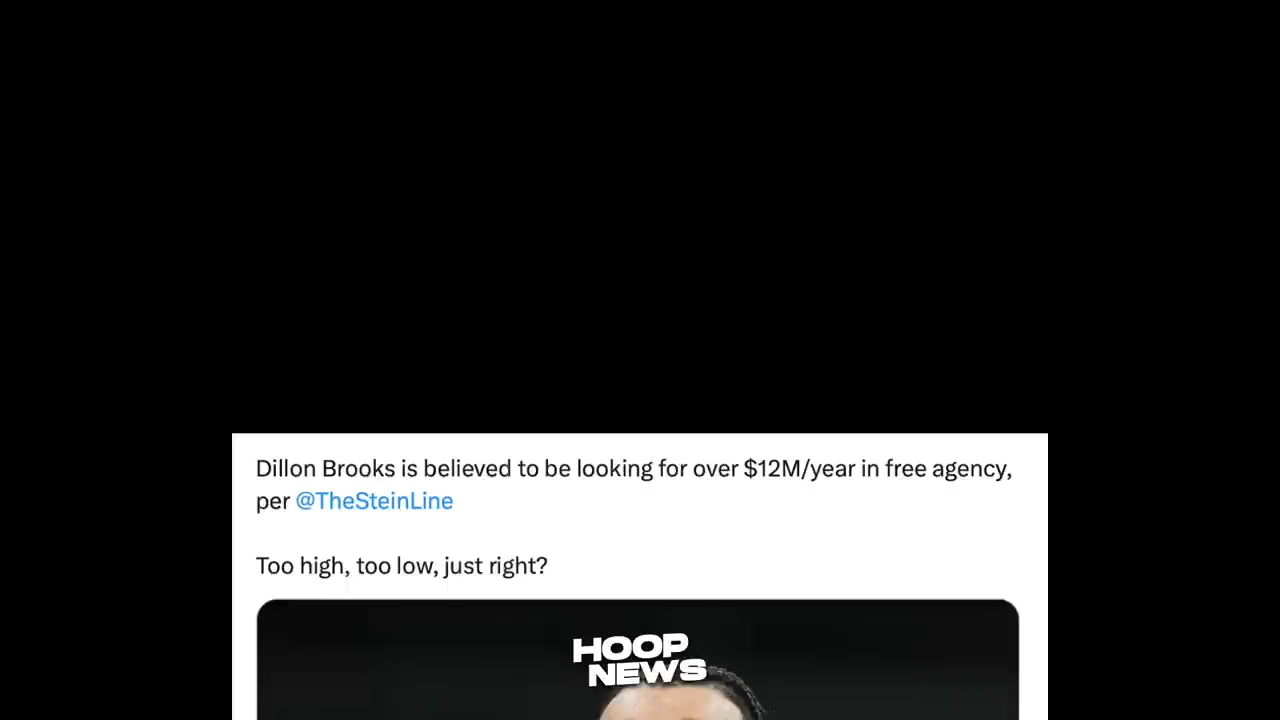 Dillon Brooks is believed to be looking for over $12M/year in free agency,
per @TheSteinLine
Too high, too low, just right?
HOOP
NEWS